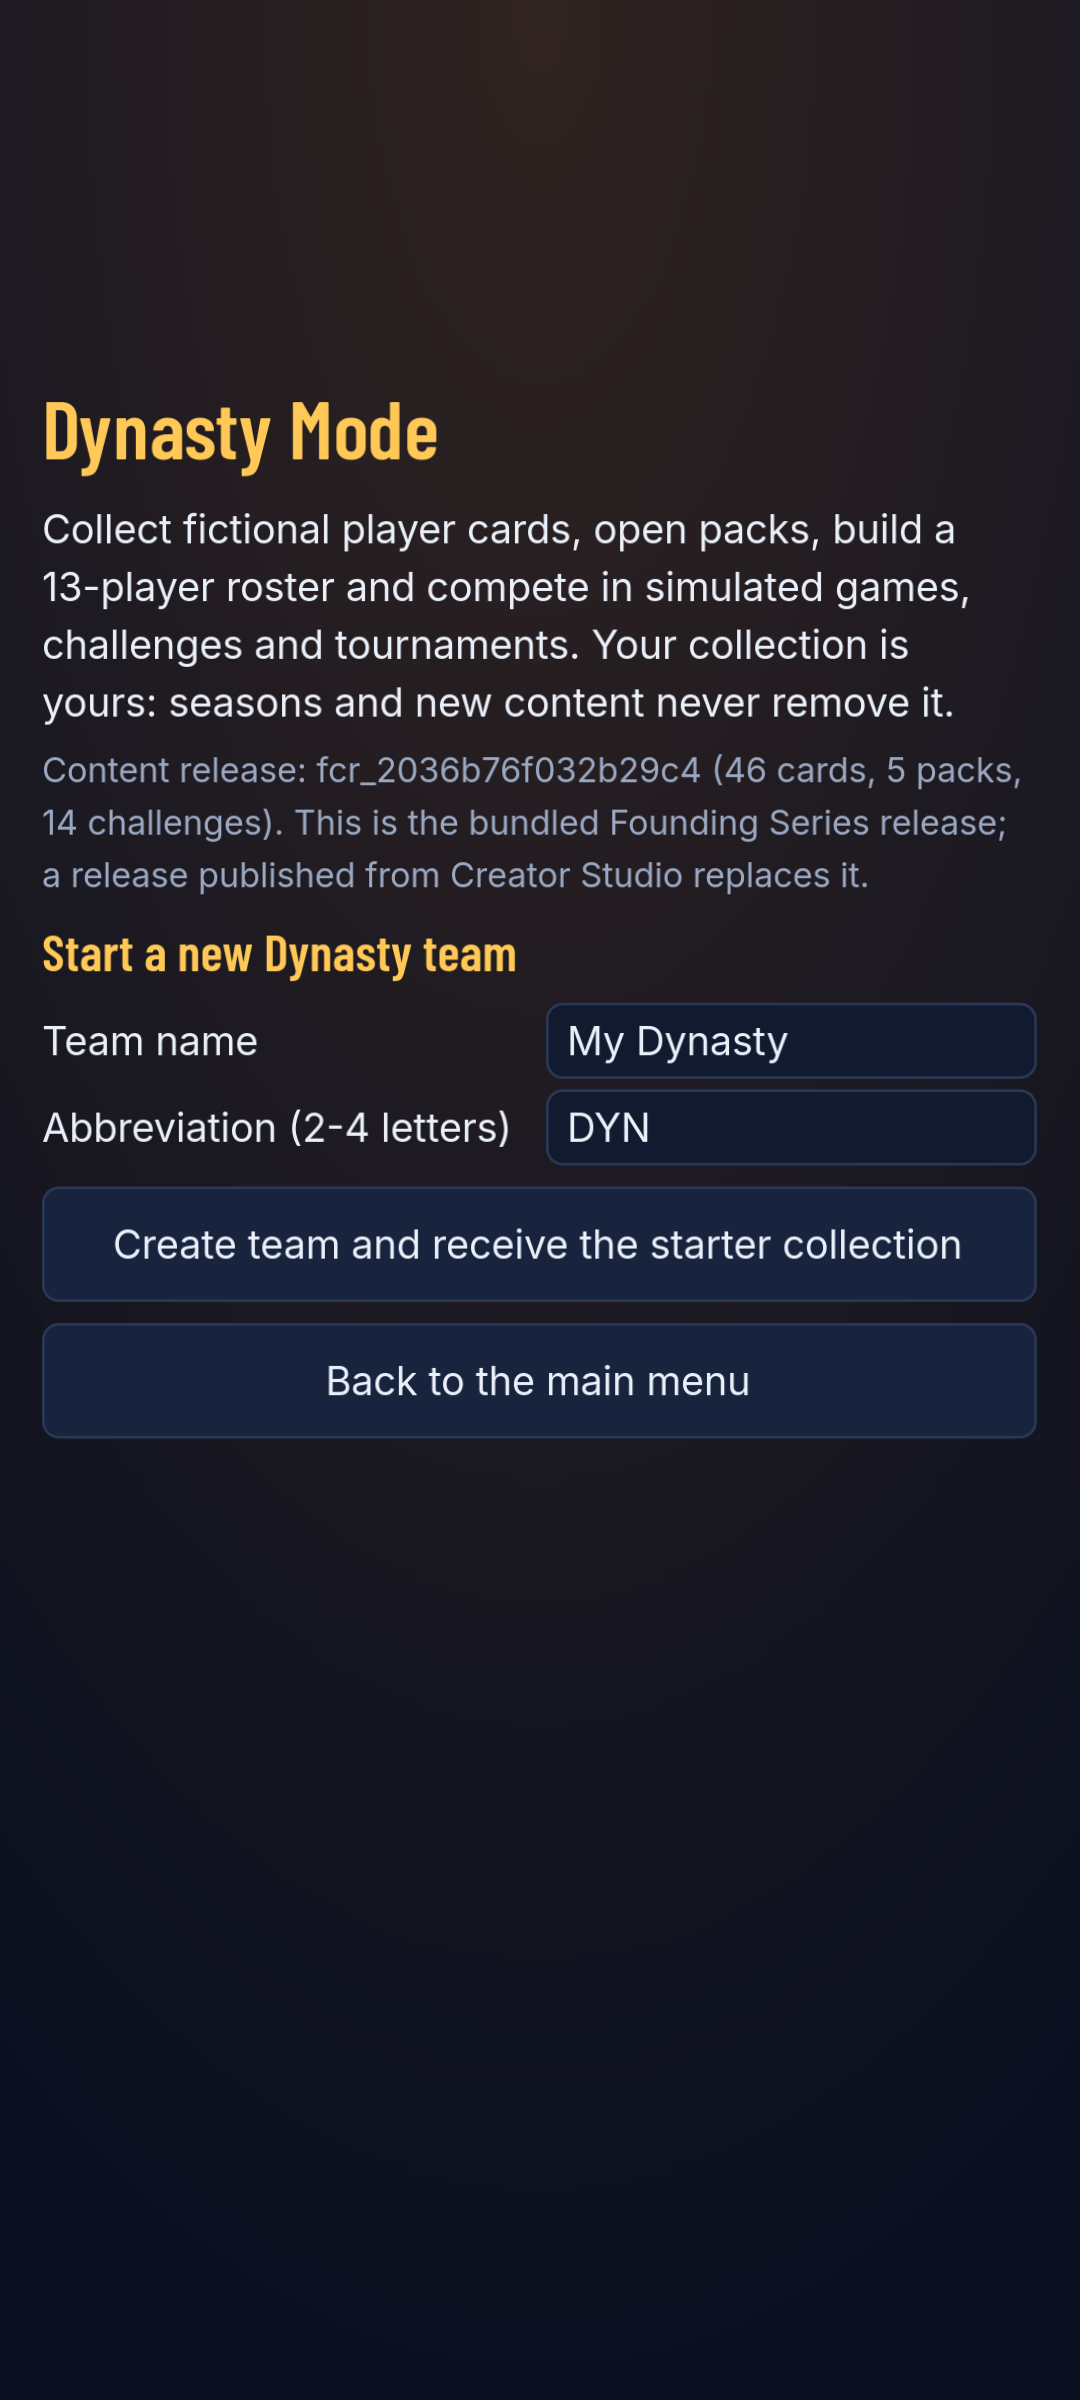 Dynasty Mode
Collect fictional player cards, open packs, build a
13-player roster and compete in simulated games,
challenges and tournaments. Your collection is
yours: seasons and new content never remove it.
Content release: fcr_2036b76f032b29c4 (46 cards, 5 packs,
14 challenges). This is the bundled Founding Series release;
a release published from Creator Studio replaces it.
Start a new Dynasty team
Team name My Dynasty
Abbreviation (2-4 letters) DYN
Create team and receive the starter collection
Back to the main menu